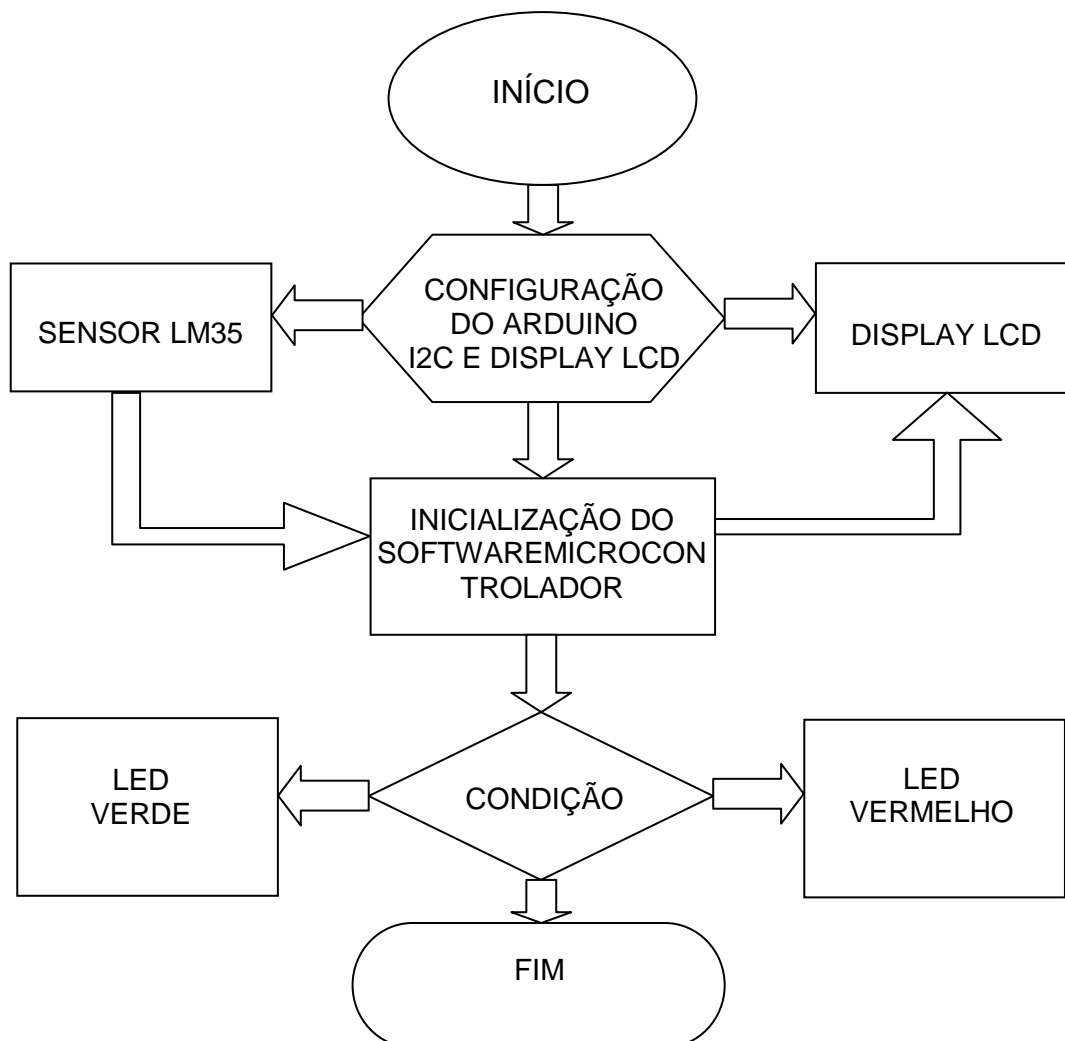 INÍCIO
CONFIGURAÇÃO
DO ARDUINO
I2C E DISPLAY LCD
SENSOR LM35
DISPLAY LCD
INICIALIZAÇÃO DO
SOFTWAREMICROCON
TROLADOR
LED
VERDE
CONDIÇÃO
LED
VERMELHO
FIM